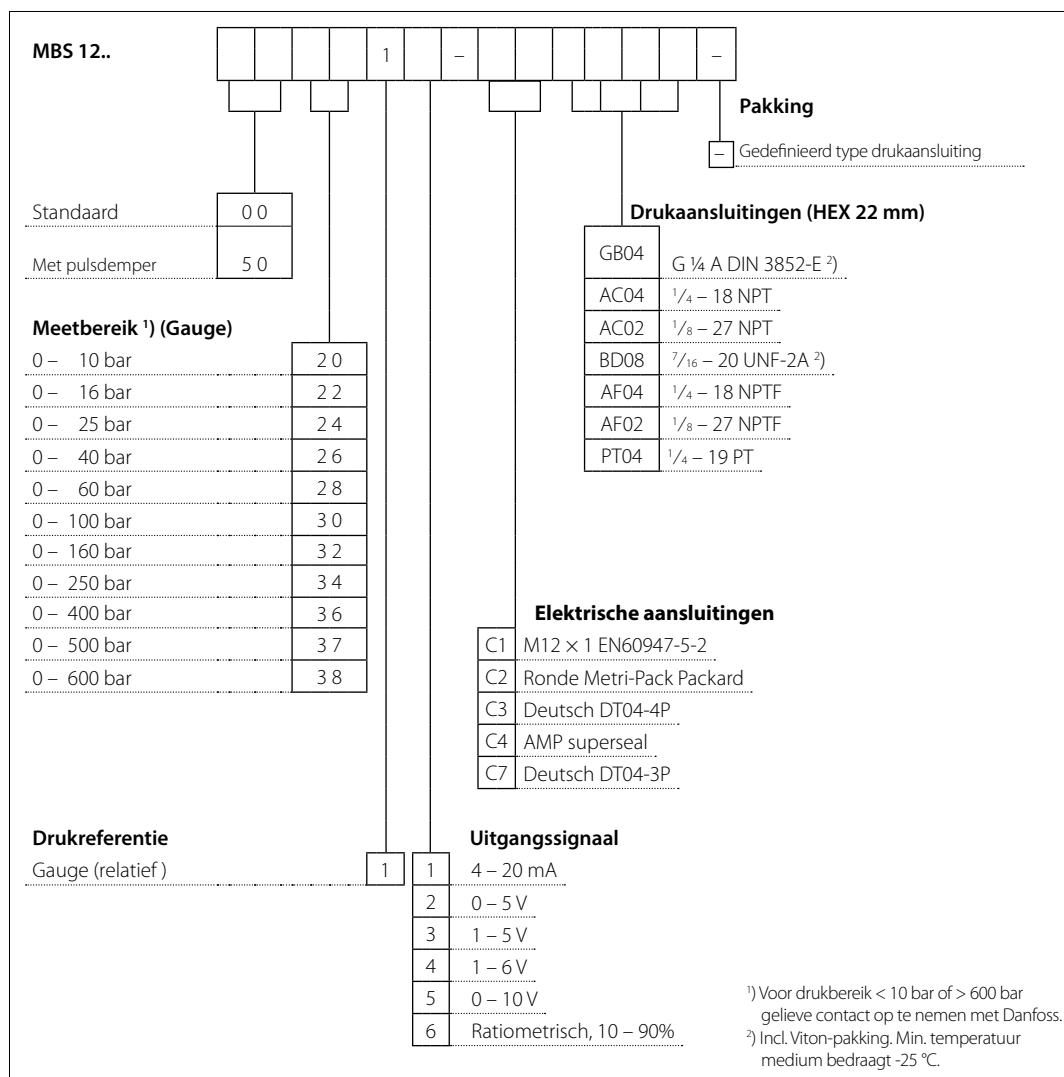 MBS 12.. 1 – –
Pakking
– Gedefinieerd type drukaansluiting
Standaard 0 0
Met pulsdemper 5 0
Drukaansluitingen (HEX 22 mm)
GB04 G ¼ A DIN 3852-E ²)
AC04 1/4 – 18 NPT
AC02 1/8 – 27 NPT
BD08 7/16 – 20 UNF-2A ²)
AF04 1/4 – 18 NPTF
AF02 1/8 – 27 NPTF
PT04 1/4 – 19 PT
Meetbereik ¹) (Gauge)
0 – 10 bar 2 0
0 – 16 bar 2 2
0 – 25 bar 2 4
0 – 40 bar 2 6
0 – 60 bar 2 8
0 – 100 bar 3 0
0 – 160 bar 3 2
0 – 250 bar 3 4
0 – 400 bar 3 6
0 – 500 bar 3 7
0 – 600 bar 3 8
Elektrische aansluitingen
C1 M12 × 1 EN60947-5-2
C2 Ronde Metri-Pack Packard
C3 Deutsch DT04-4P
C4 AMP superseal
C7 Deutsch DT04-3P
Drukreferentie
Gauge (relatief ) 1
Uitgangssignaal
1 4 – 20 mA
2 0 – 5 V
3 1 – 5 V
4 1 – 6 V
5 0 – 10 V
6 Ratiometrisch, 10 – 90%
¹) Voor drukbereik < 10 bar of > 600 bar
gelieve contact op te nemen met Danfoss.
²) Incl. Viton-pakking. Min. temperatuur
medium bedraagt -25 °C.